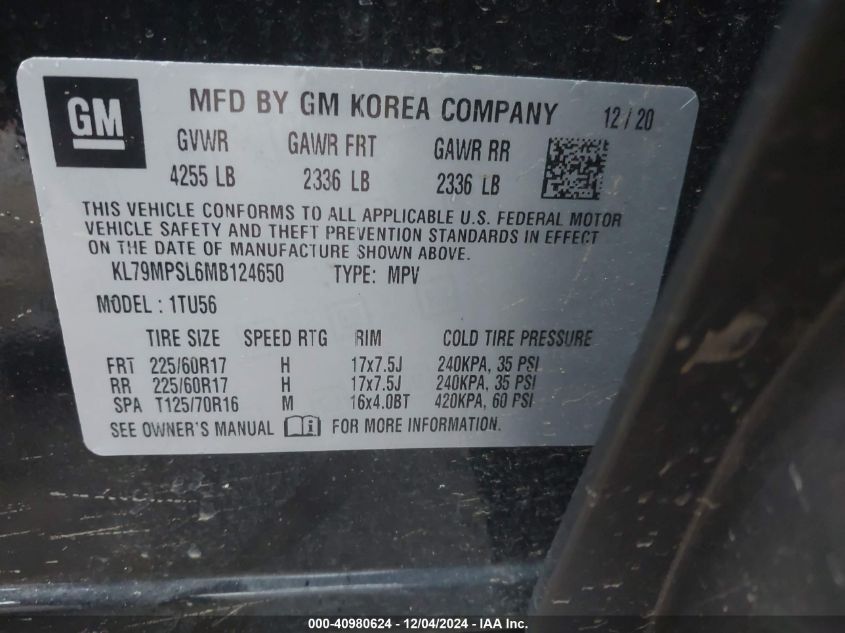 GM
MFD BY GM KOREA COMPANY 12/20
GVWR GAWR FRT GAWR RR
4255 LB 2336 LB 2336 LB
THIS VEHICLE CONFORMS TO ALL APPLICABLE U.S. FEDERAL MOTOR
VEHICLE SAFETY AND THEFT PREVENTION STANDARDS IN EFFECT
ON THE DATE OF MANUFACTURE SHOWN ABOVE.
KL79MPSL6MB124650 TYPE: MPV
MODEL : 1TU56
TIRE SIZE SPEED RTG RIM COLD TIRE PRESSURE
FRT 225/60R17 H 17x7.5J 240KPA, 35 PSI
RR 225/60R17 H 17x7.5J 240KPA, 35 PSI
SPA T125/70R16 M 16x4.0BT 420KPA, 60 PSI
SEE OWNER'S MANUAL i FOR MORE INFORMATION.
000-40980624 - 12/04/2024 - IAA Inc.